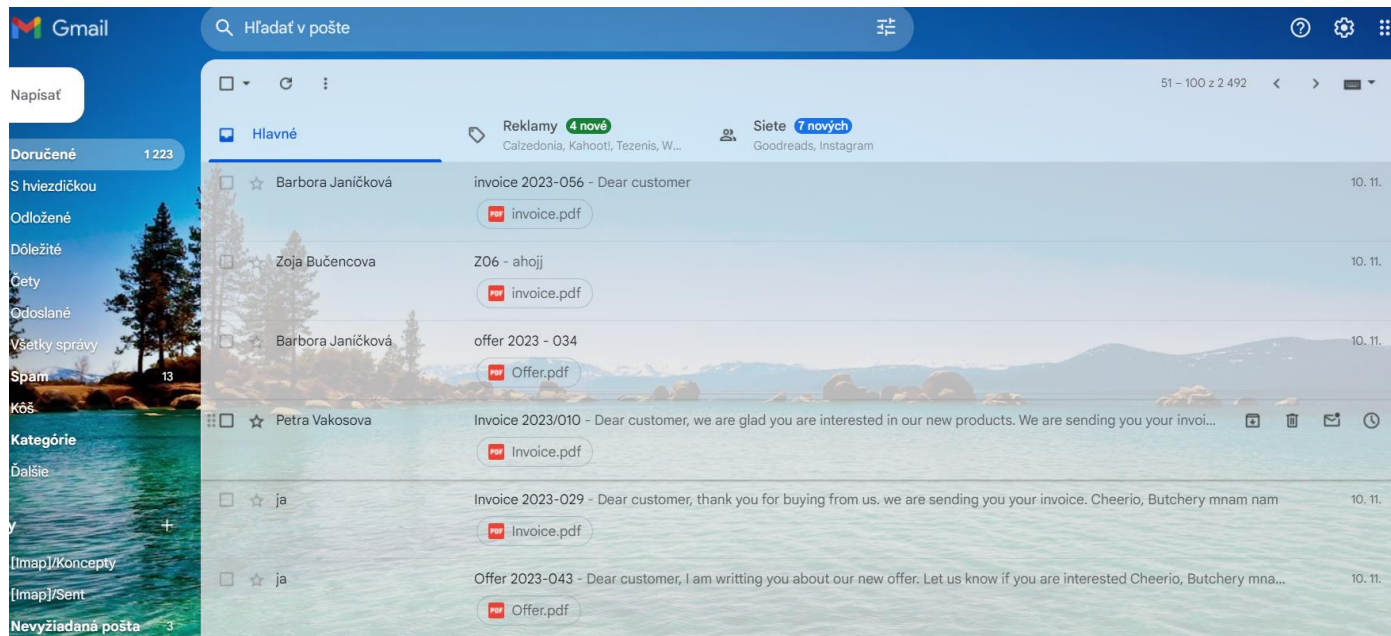 Gmail
Hľadať v pošte
Napísať
51 – 100 z 2 492
Hlavné
Reklamy 4 nové
Calzedonia, Kahoot!, Tezenis, W...
Siete 7 nových
Goodreads, Instagram
Doručené 1 223
S hviezdičkou
Odložené
Dôležité
Čety
Odoslané
Všetky správy
Spam 13
Kôš
Kategórie
Ďalšie
y +
[Imap]/Koncepty
[Imap]/Sent
Nevyžiadaná pošta 3
Barbora Janíčková invoice 2023-056 - Dear customer 10. 11.
PDF invoice.pdf
Zoja Bučencova Z06 - ahojj 10. 11.
PDF invoice.pdf
Barbora Janíčková offer 2023 - 034 10. 11.
PDF Offer.pdf
Petra Vakosova Invoice 2023/010 - Dear customer, we are glad you are interested in our new products. We are sending you your invoi...
PDF Invoice.pdf
ja Invoice 2023-029 - Dear customer, thank you for buying from us. we are sending you your invoice. Cheerio, Butchery mnam nam 10. 11.
PDF Invoice.pdf
ja Offer 2023-043 - Dear customer, I am writting you about our new offer. Let us know if you are interested Cheerio, Butchery mna... 10. 11.
PDF Offer.pdf